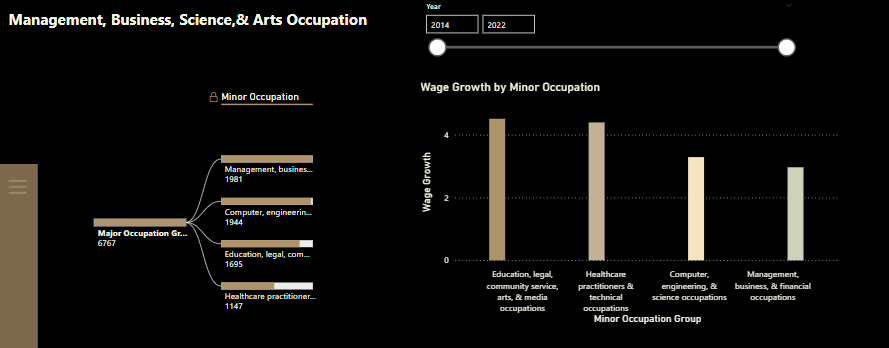 Management, Business, Science,& Arts Occupation
Year
2014
2022
Minor Occupation
Management, busines...
1981
Computer, engineerin...
1944
Major Occupation Gr...
6767
Education, legal, com...
1695
Healthcare practitioner...
1147
Wage Growth by Minor Occupation
Wage Growth
4
2
0
Education, legal,
community service,
arts, & media
occupations
Healthcare
practitioners &
technical
occupations
Computer,
engineering, &
science occupations
Management,
business, & financial
occupations
Minor Occupation Group